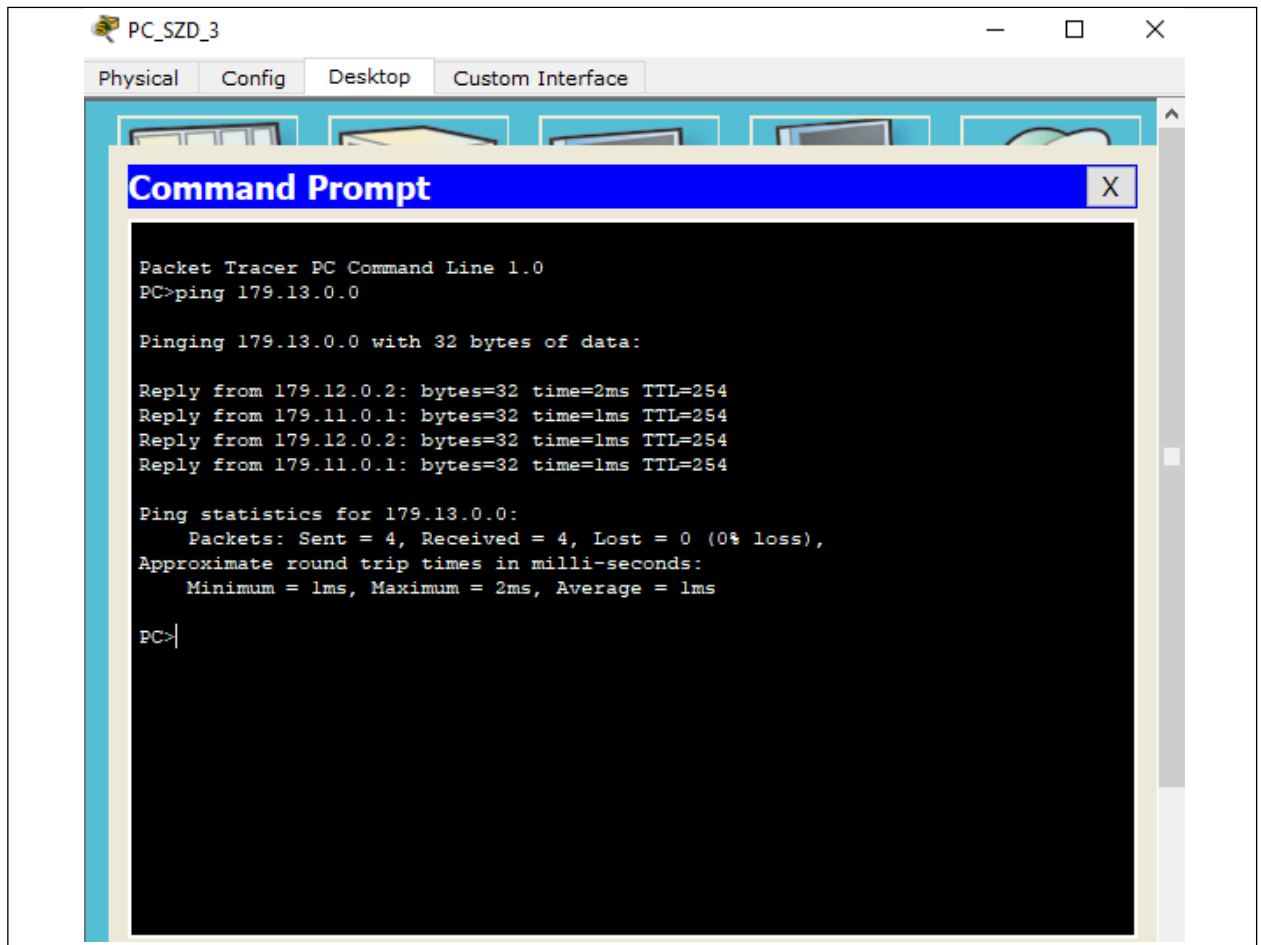 PC_SZD_3
Physical Config Desktop Custom Interface
Command Prompt
X
Packet Tracer PC Command Line 1.0
PC>ping 179.13.0.0
Pinging 179.13.0.0 with 32 bytes of data:
Reply from 179.12.0.2: bytes=32 time=2ms TTL=254
Reply from 179.11.0.1: bytes=32 time=1ms TTL=254
Reply from 179.12.0.2: bytes=32 time=1ms TTL=254
Reply from 179.11.0.1: bytes=32 time=1ms TTL=254
Ping statistics for 179.13.0.0:
Packets: Sent = 4, Received = 4, Lost = 0 (0% loss),
Approximate round trip times in milli-seconds:
Minimum = 1ms, Maximum = 2ms, Average = 1ms
PC>